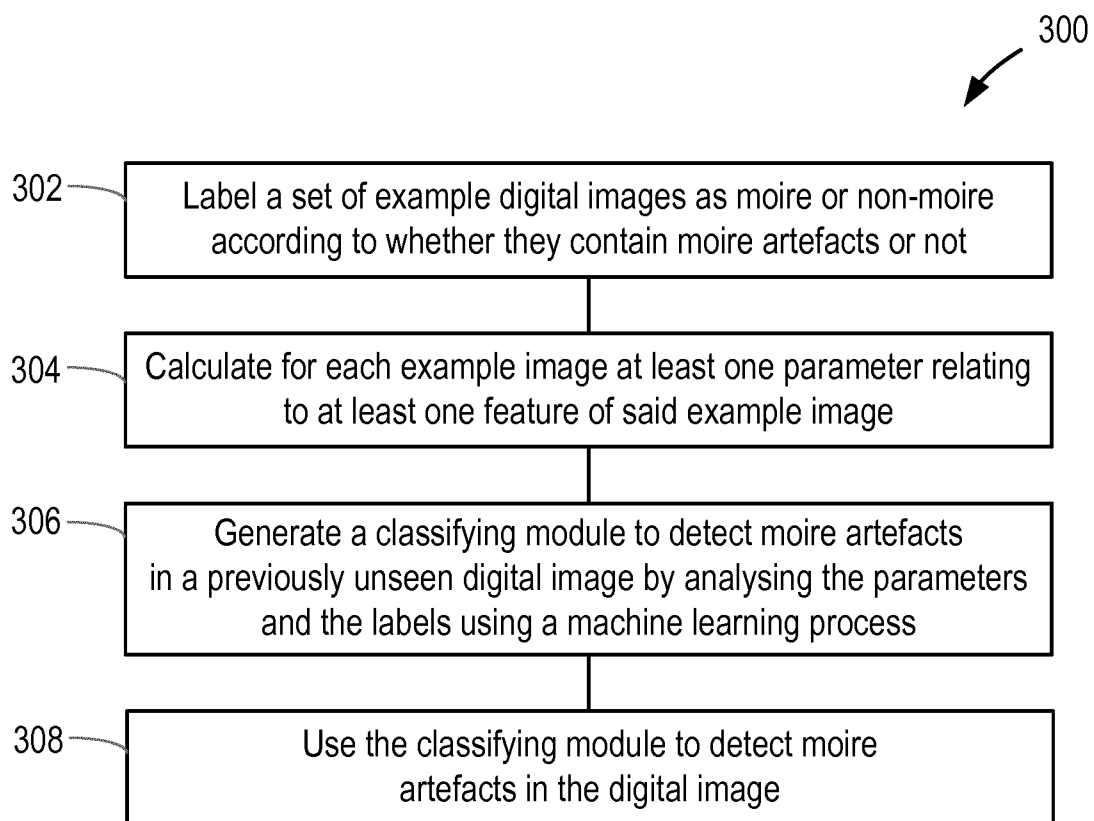 300
302
Label a set of example digital images as moire or non-moire
according to whether they contain moire artefacts or not
304
Calculate for each example image at least one parameter relating
to at least one feature of said example image
306
Generate a classifying module to detect moire artefacts
in a previously unseen digital image by analysing the parameters
and the labels using a machine learning process
308
Use the classifying module to detect moire
artefacts in the digital image